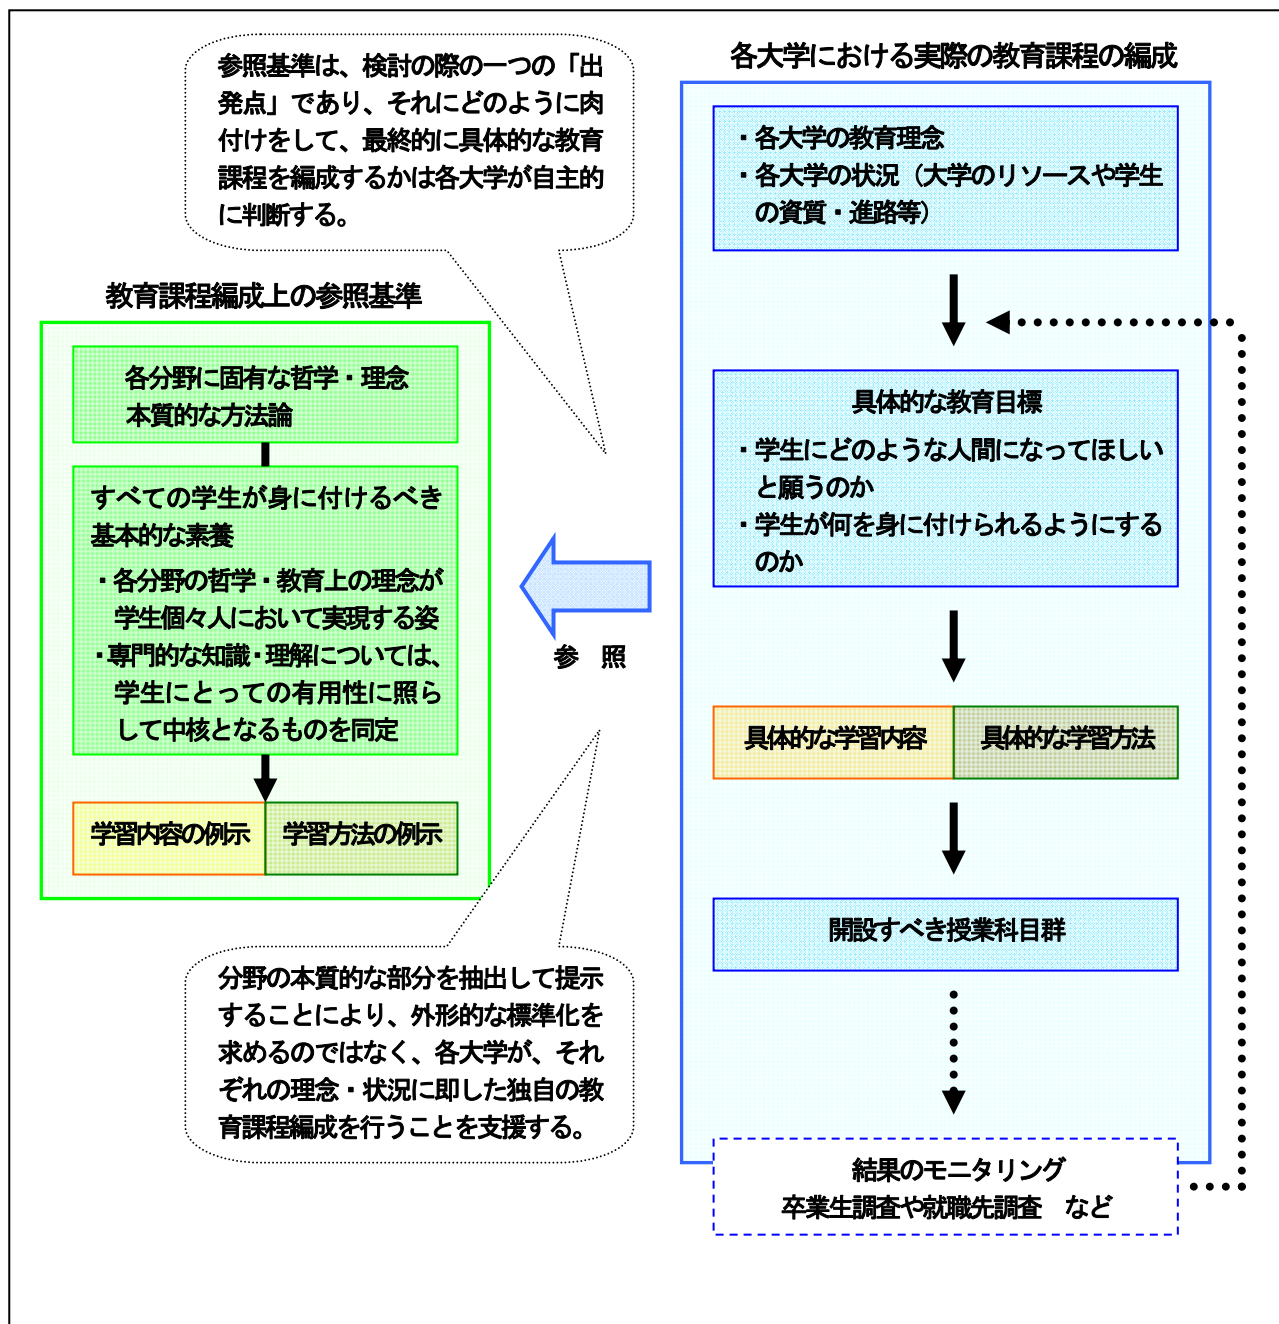 参照基準は、検討の際の一つの「出
発点」であり、それにどのように肉
付けをして、最終的に具体的な教育
課程を編成するかは各大学が自主的
に判断する。
教育課程編成上の参照基準
各分野に固有な哲学・理念
本質的な方法論
すべての学生が身に付けるべき
基本的な素養
・各分野の哲学・教育上の理念が
学生個々人において実現する姿
・専門的な知識・理解については、
学生にとっての有用性に照ら
して中核となるものを同定
学習内容の例示
学習方法の例示
分野の本質的な部分を抽出して提示
することにより、外形的な標準化を
求めるのではなく、各大学が、それ
ぞれの理念・状況に即した独自の教
育課程編成を行うことを支援する。
参　照
各大学における実際の教育課程の編成
・各大学の教育理念
・各大学の状況（大学のリソースや学生
の資質・進路等）
具体的な教育目標
・学生にどのような人間になってほしい
と願うのか
・学生が何を身に付けられるようにする
のか
具体的な学習内容
具体的な学習方法
開設すべき授業科目群
結果のモニタリング
卒業生調査や就職先調査　など